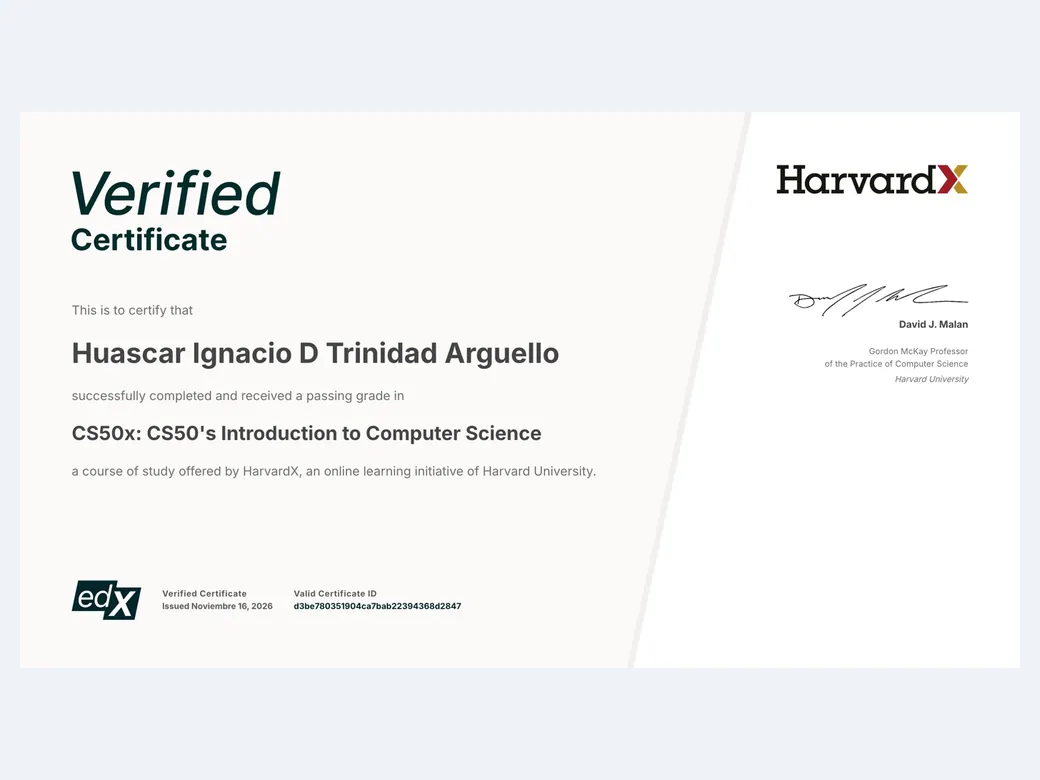 Verified
Certificate
This is to certify that
Huascar Ignacio D Trinidad Arguello
successfully completed and received a passing grade in
CS50x: CS50's Introduction to Computer Science
a course of study offered by HarvardX, an online learning initiative of Harvard University.
edX
Verified Certificate
Issued Noviembre 16, 2026
Valid Certificate ID
d3be780351904ca7bab22394368d2847
HarvardX
David J. Malan
Gordon McKay Professor
of the Practice of Computer Science
Harvard University